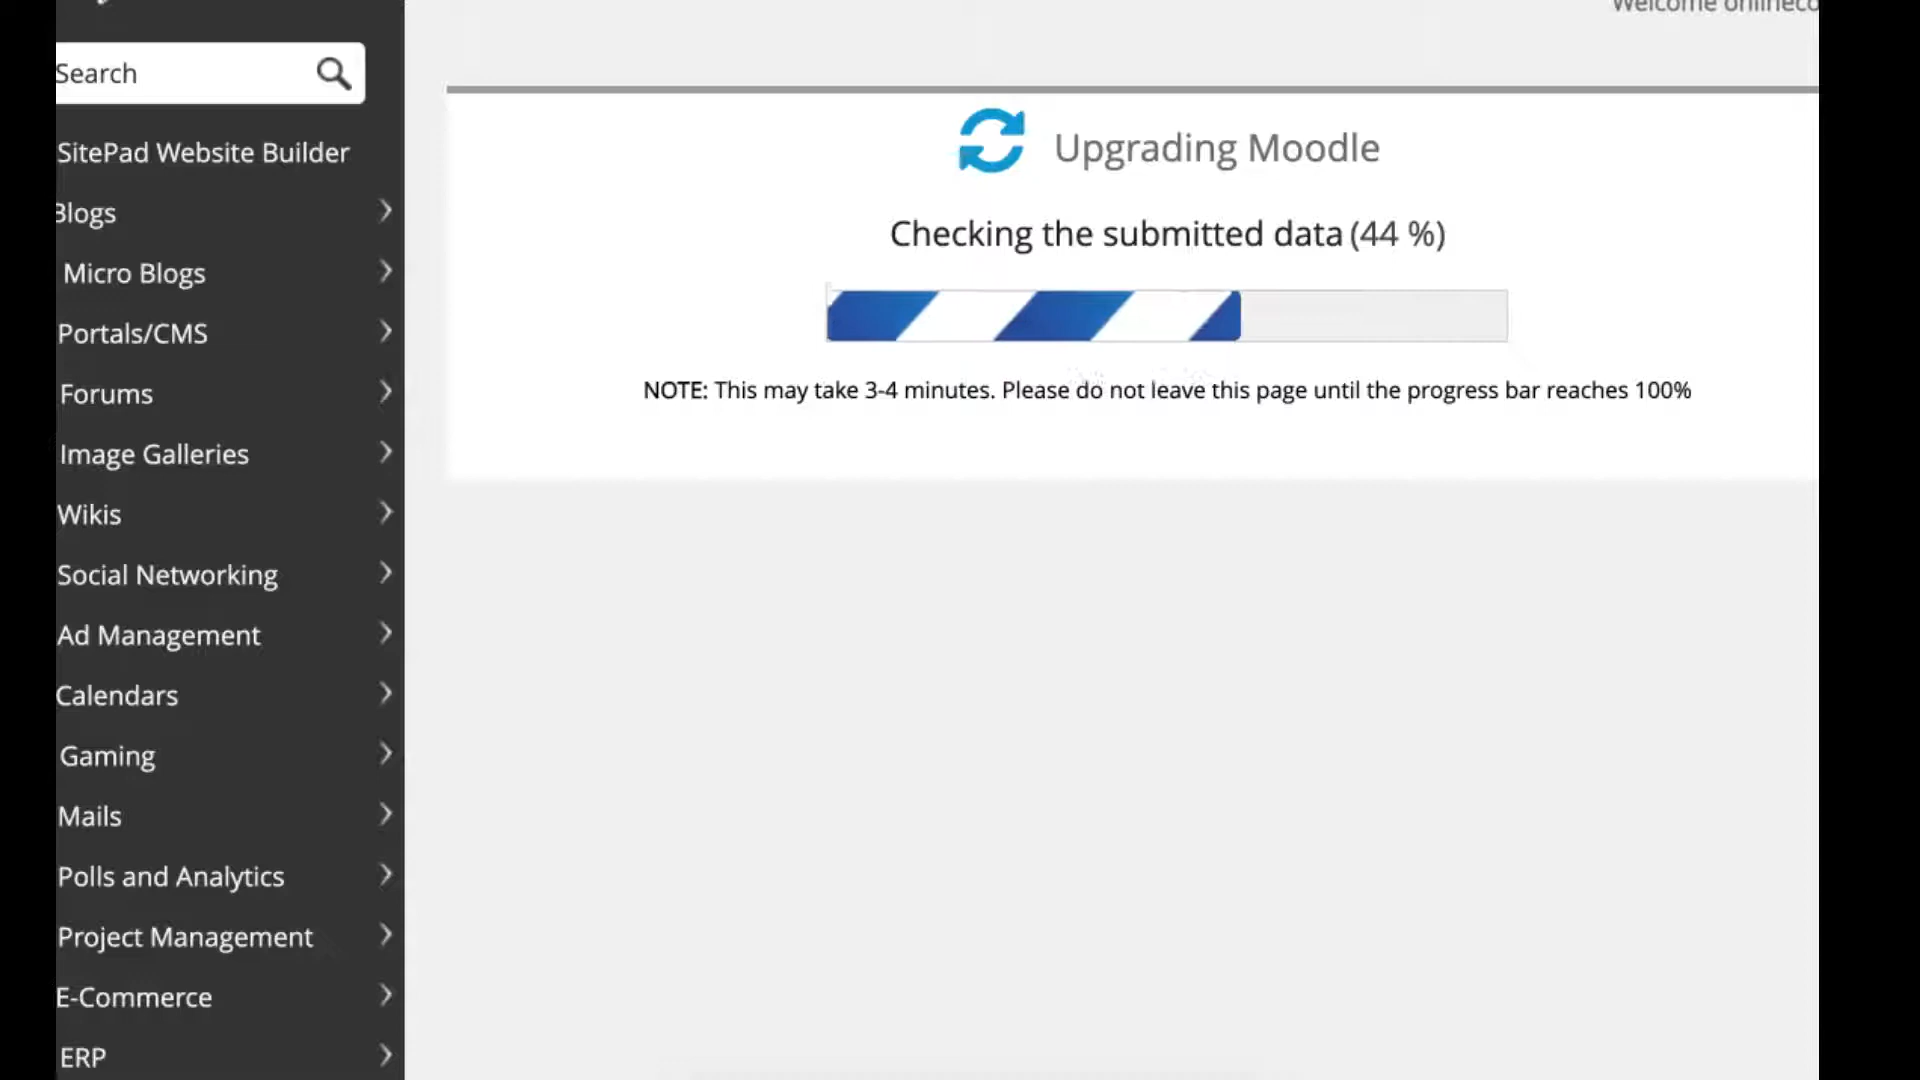 Welcome onlineco
Search
SitePad Website Builder
Blogs
Micro Blogs
Portals/CMS
Forums
Image Galleries
Wikis
Social Networking
Ad Management
Calendars
Gaming
Mails
Polls and Analytics
Project Management
E-Commerce
ERP
Upgrading Moodle
Checking the submitted data (44 %)
NOTE: This may take 3-4 minutes. Please do not leave this page until the progress bar reaches 100%